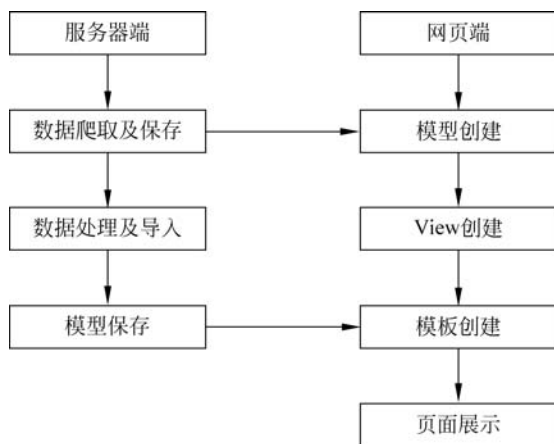 服务器端
网页端
数据爬取及保存
模型创建
数据处理及导入
View创建
模型保存
模板创建
页面展示